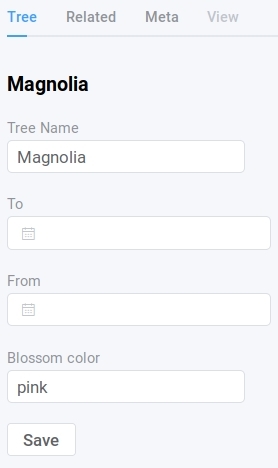 Tree Related Meta View
Magnolia
Tree Name
Magnolia
To
From
Blossom color
pink
Save